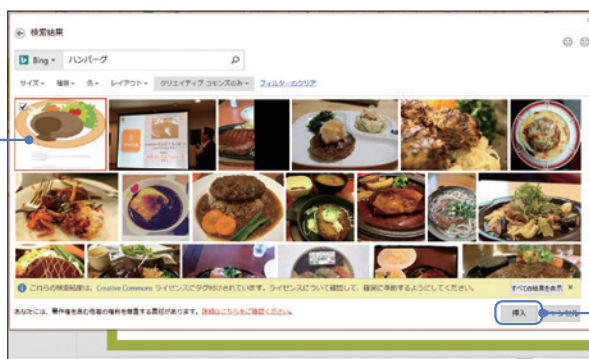 検索結果
Bing ハンバーグ
サイズ 種類 色 レイアウト クリエイティブ コモンズのみ フィルターのクリア
これらの検索結果は、Creative Commons ライセンスにタグ付けされています。ライセンスについて確認して、確実に準拠するようにしてください。 すべての結果を表示
あなたには、著作権を含む他者の権利を尊重する責任があります。詳細はこちらをご確認ください。
挿入 キャンセル